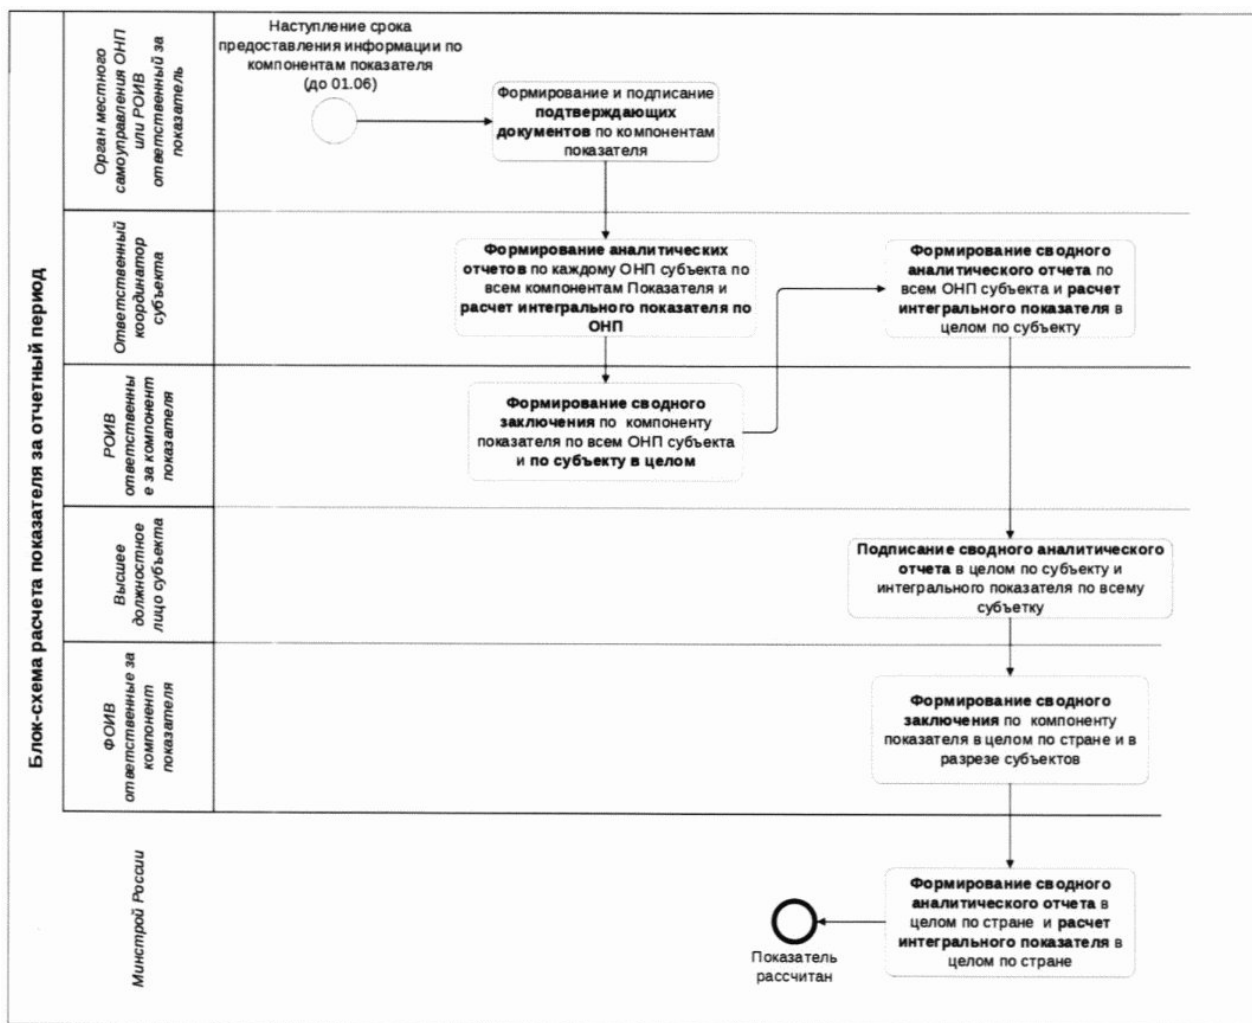 Блок-схема расчета показателя за отчетный период
Орган местного
самоуправления ОНП
или РОИВ
ответственный за
показатель
Наступление срока
предоставления информации по
компонентам показателя
(до 01.06)
Формирование и подписание
подтверждающих
документов по компонентам
показателя
Ответственный
координатор
субъекта
Формирование аналитических
отчетов по каждому ОНП субъекта по
всем компонентам Показателя и
расчет интегрального показателя по
ОНП
Формирование сводного
аналитического отчета по
всем ОНП субъекта и расчет
интегрального показателя в
целом по субъекту
РОИВ
ответственны
е за компонент
показателя
Формирование сводного
заключения по компоненту
показателя по всем ОНП субъекта
и по субъекту в целом
Высшее
должностное
лицо субъекта
Подписание сводного аналитического
отчета в целом по субъекту и
интегрального показателя по всему
субъетку
ФОИВ
ответственные за
компонент
показателя
Формирование сводного
заключения по компоненту
показателя в целом по стране и в
разрезе субъектов
Минстрой России
Формирование сводного
аналитического отчета в
целом по стране и расчет
интегрального показателя в
целом по стране
Показатель
рассчитан